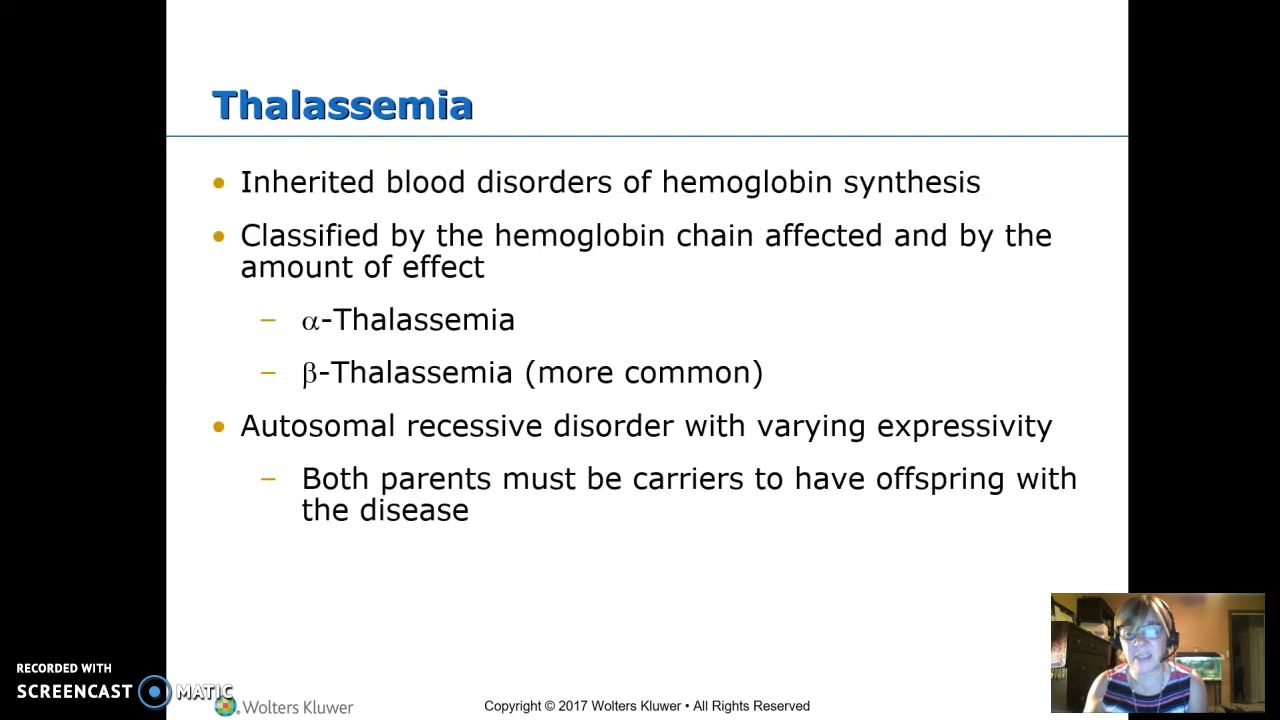 Thalassemia
• Inherited blood disorders of hemoglobin synthesis
• Classified by the hemoglobin chain affected and by the
amount of effect
– α-Thalassemia
– β-Thalassemia (more common)
• Autosomal recessive disorder with varying expressivity
– Both parents must be carriers to have offspring with
the disease
RECORDED WITH
SCREENCAST MATIC
Wolters Kluwer
Copyright © 2017 Wolters Kluwer • All Rights Reserved